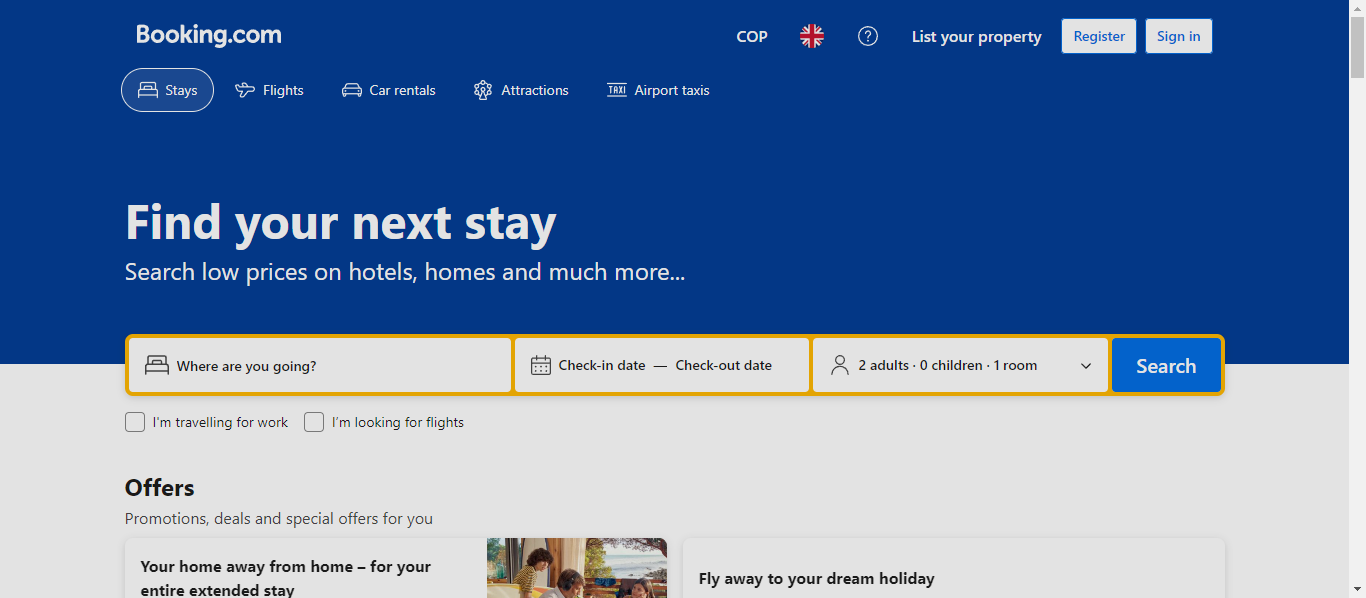 Booking.com
COP
List your property
Register
Sign in
Stays
Flights
Car rentals
Attractions
TAXI
Airport taxis
Find your next stay
Search low prices on hotels, homes and much more...
Where are you going?
Check-in date — Check-out date
2 adults · 0 children · 1 room
Search
I'm travelling for work
I'm looking for flights
Offers
Promotions, deals and special offers for you
Your home away from home – for your
entire extended stay
Fly away to your dream holiday